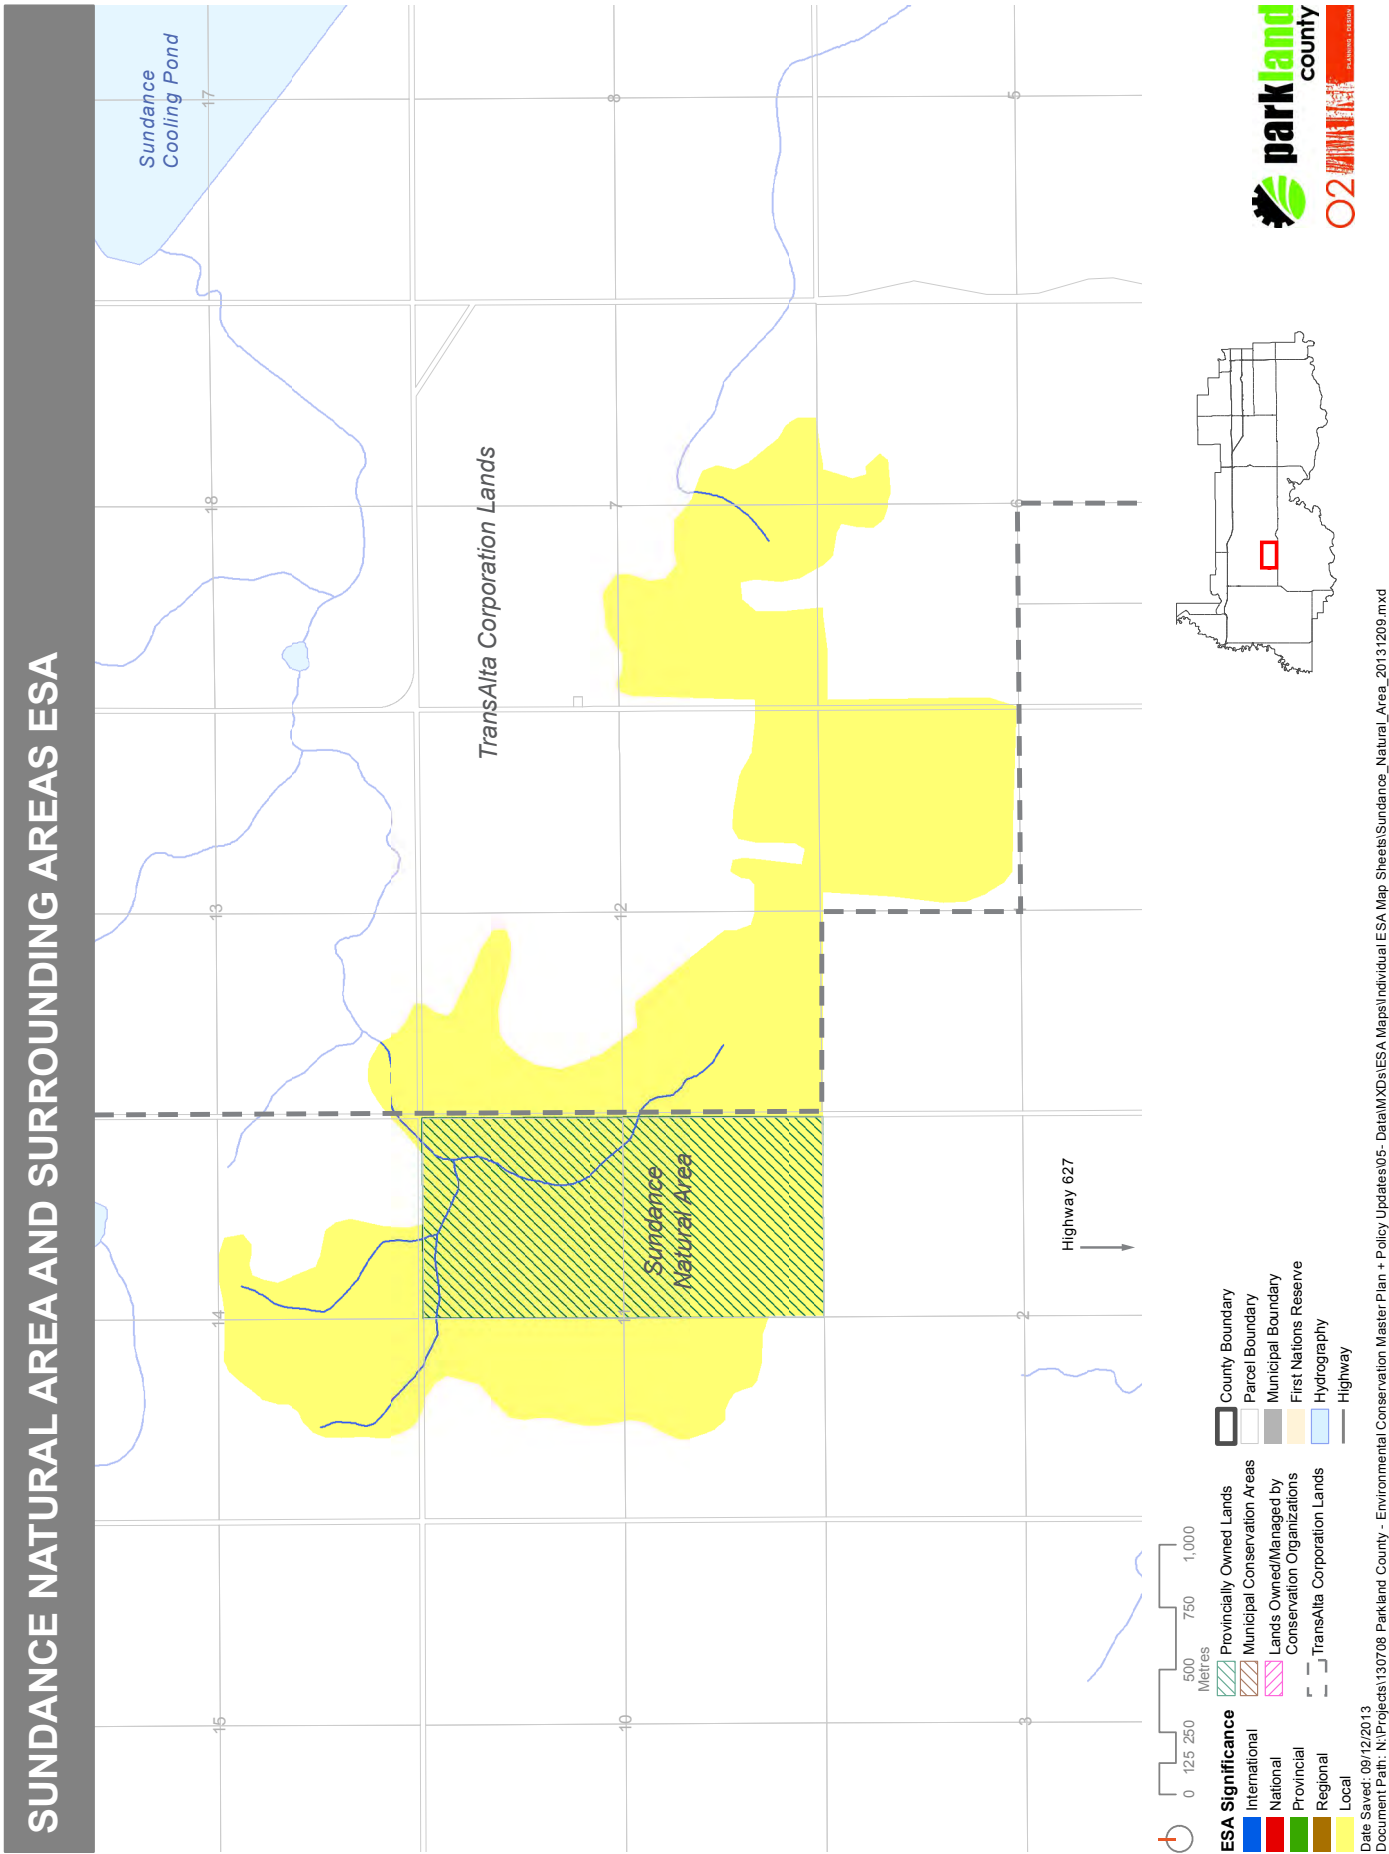 SUNDANCE NATURAL AREA AND SURROUNDING AREAS ESA
Sundance
Cooling Pond
15
14
13
18
17
TransAlta Corporation Lands
10
11
12
7
8
Sundance
Natural Area
3
2
1
6
5
Highway 627
0 125 250 500 750 1,000
Metres
ESA Significance
International
National
Provincial
Regional
Local
Provincially Owned Lands
Municipal Conservation Areas
Lands Owned/Managed by
Conservation Organizations
TransAlta Corporation Lands
County Boundary
Parcel Boundary
Municipal Boundary
First Nations Reserve
Hydrography
Highway
parkland
county
O2
PLANNING + DESIGN
Date Saved: 09/12/2013
Document Path: N:\Projects\130708 Parkland County - Environmental Conservation Master Plan + Policy Updates\05- Data\MXDs\ESA Maps\Individual ESA Map Sheets\Sundance_Natural_Area_20131209.mxd